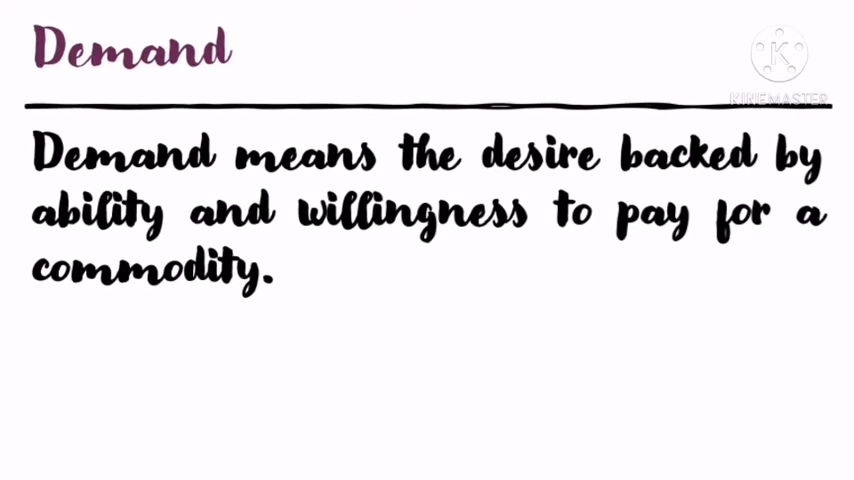 Demand
K
KINEMASTER
Demand means the desire backed by
ability and willingness to pay for a
commodity.